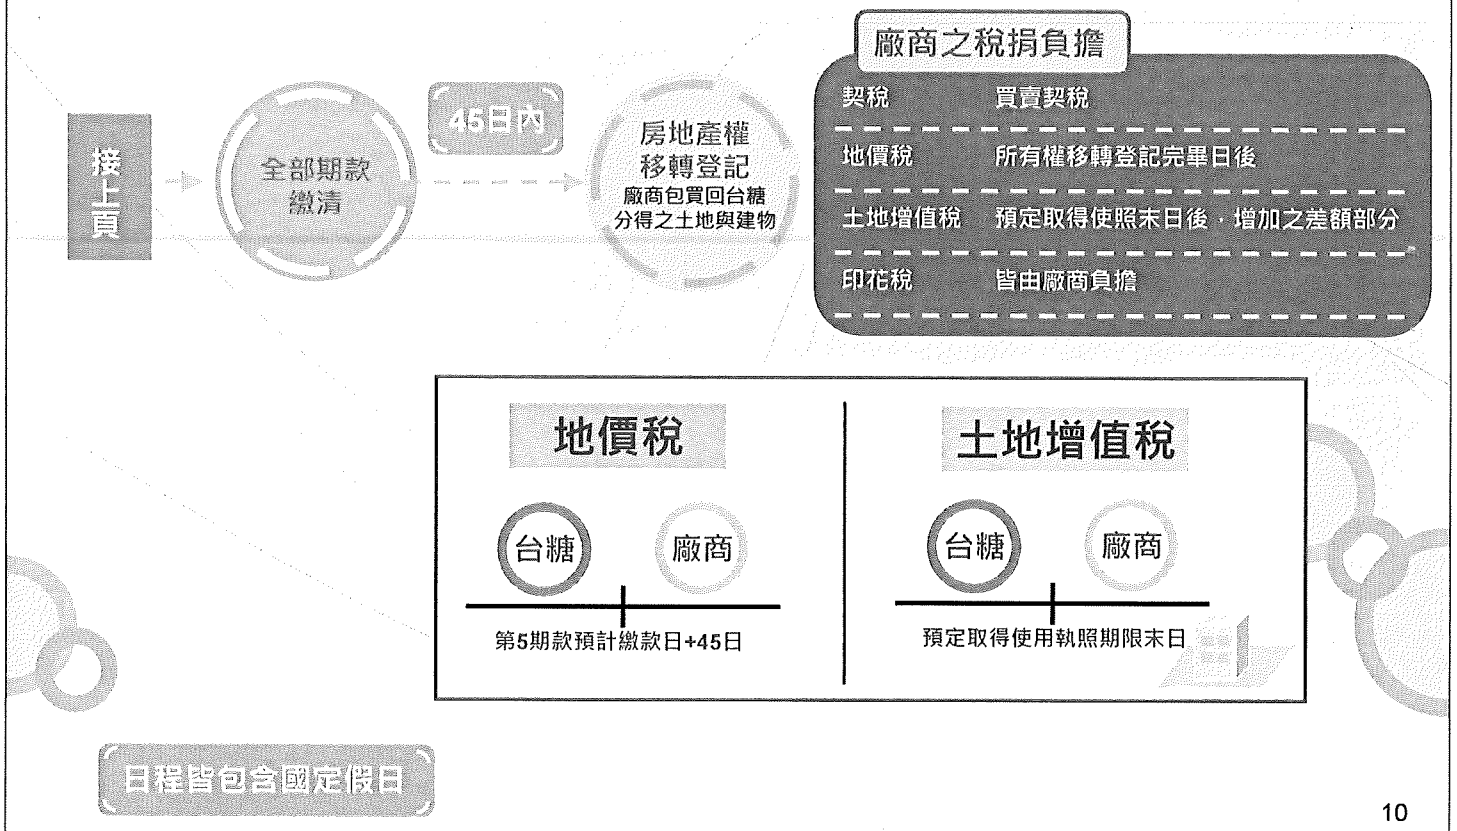 接上頁
全部期款
繳清
45日內
房地產權
移轉登記
廠商包買回台糖
分得之土地與建物
廠商之稅捐負擔
契稅 買賣契稅
地價稅 所有權移轉登記完畢日後
土地增值稅 預定取得使照末日後，增加之差額部分
印花稅 皆由廠商負擔
地價稅
台糖 廠商
第5期款預計繳款日+45日
土地增值稅
台糖 廠商
預定取得使用執照期限末日
日程皆包含國定假日
10